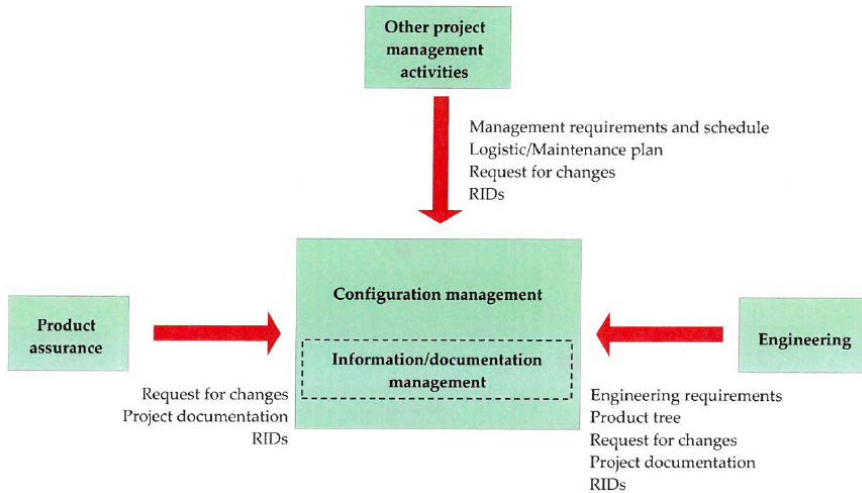 Other project
management
activities
Management requirements and schedule
Logistic/Maintenance plan
Request for changes
RIDs
Configuration management
Information/documentation
management
Product
assurance
Request for changes
Project documentation
RIDs
Engineering
Engineering requirements
Product tree
Request for changes
Project documentation
RIDs